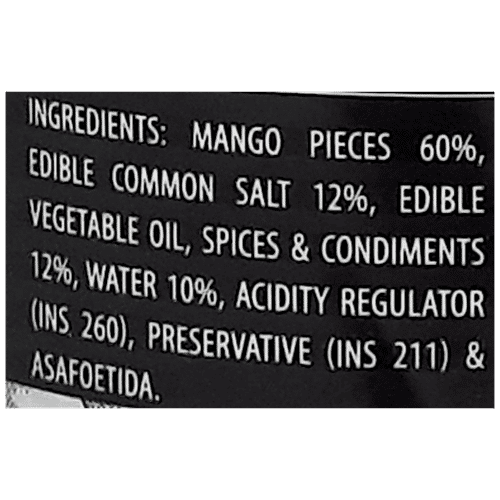 INGREDIENTS: MANGO PIECES 60%,
EDIBLE COMMON SALT 12%, EDIBLE
VEGETABLE OIL, SPICES & CONDIMENTS
12%, WATER 10%, ACIDITY REGULATOR
(INS 260), PRESERVATIVE (INS 211) &
ASAFOETIDA.